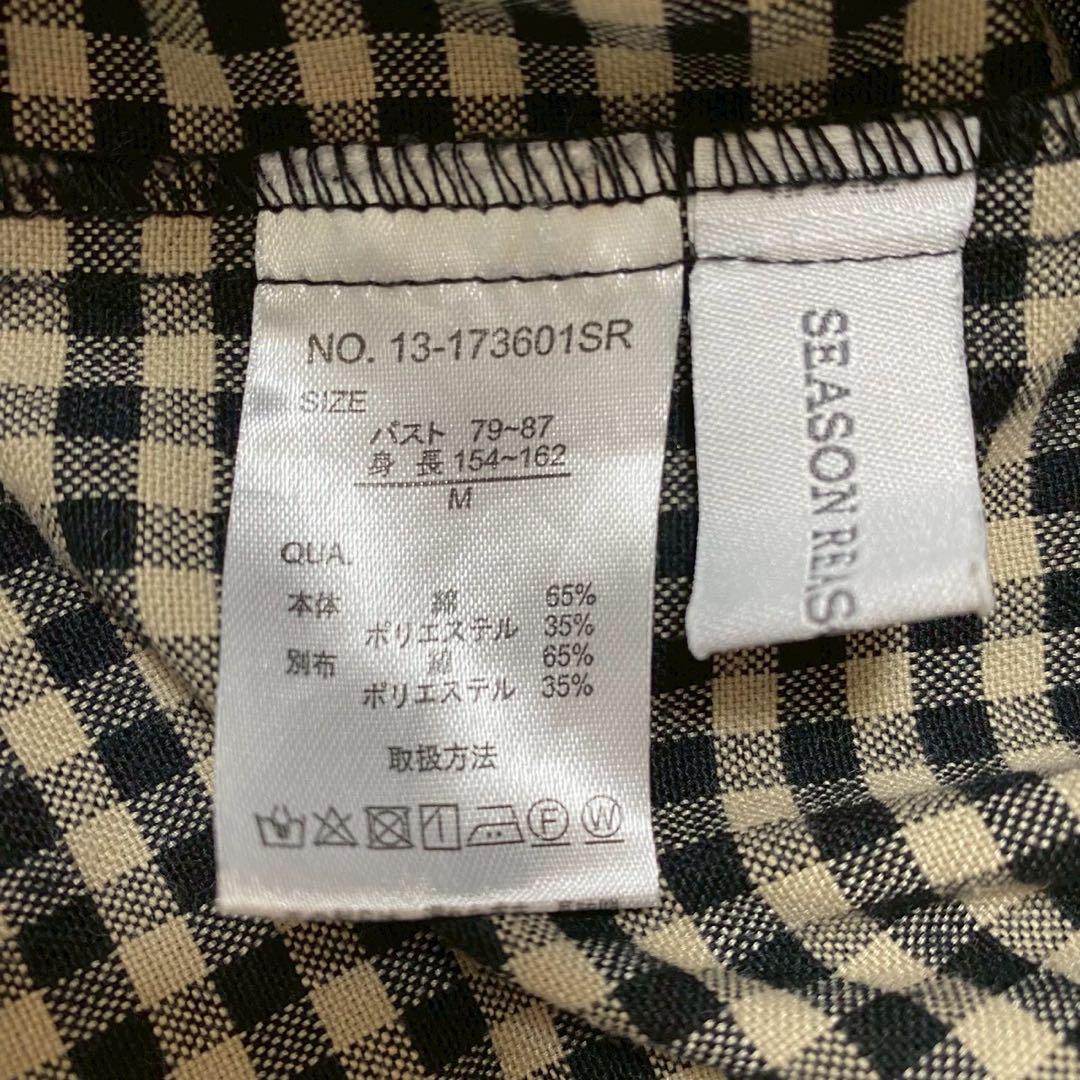 NO. 13-173601SR
SIZE
バスト 79~87
身 長 154~162
M
QUA.
本体 綿 65%
ポリエステル 35%
別布 綿 65%
ポリエステル 35%
取扱方法
F W
SEASON REAS